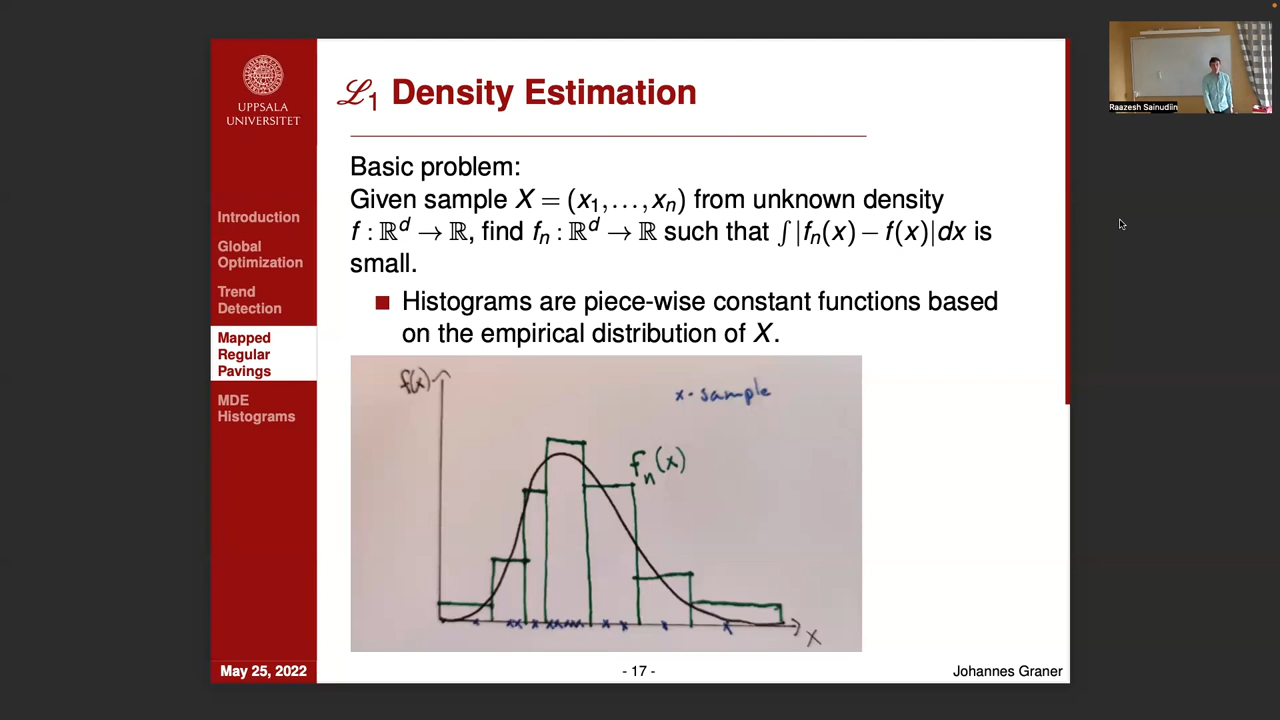 UPPSALA
UNIVERSITET
Introduction
Global
Optimization
Trend
Detection
Mapped
Regular
Pavings
MDE
Histograms
May 25, 2022
ℒ₁ Density Estimation
Basic problem:
Given sample X = (x₁,…,xₙ) from unknown density
f : ℝᵈ → ℝ, find fₙ : ℝᵈ → ℝ such that ∫|fₙ(x) − f(x)|dx is
small.
■ Histograms are piece-wise constant functions based
on the empirical distribution of X.
f(x)
x - sample
fₙ(x)
x
- 17 -
Johannes Graner
Raazesh Sainudiin